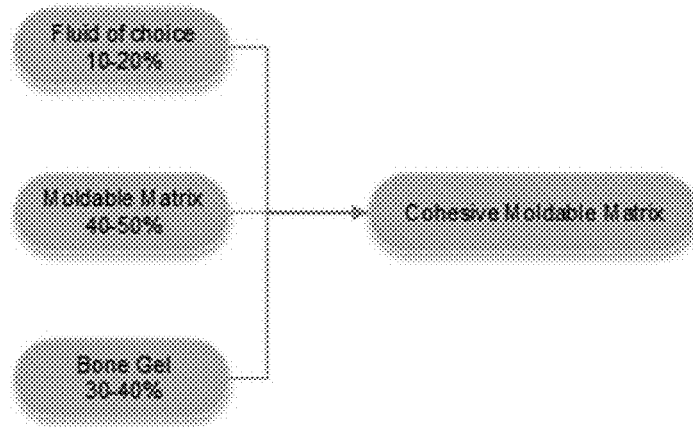 Fluid of choice
10-20%
Moldable Matrix
40-50%
Cohesive Moldable Matrix
Bone Gel
30-40%